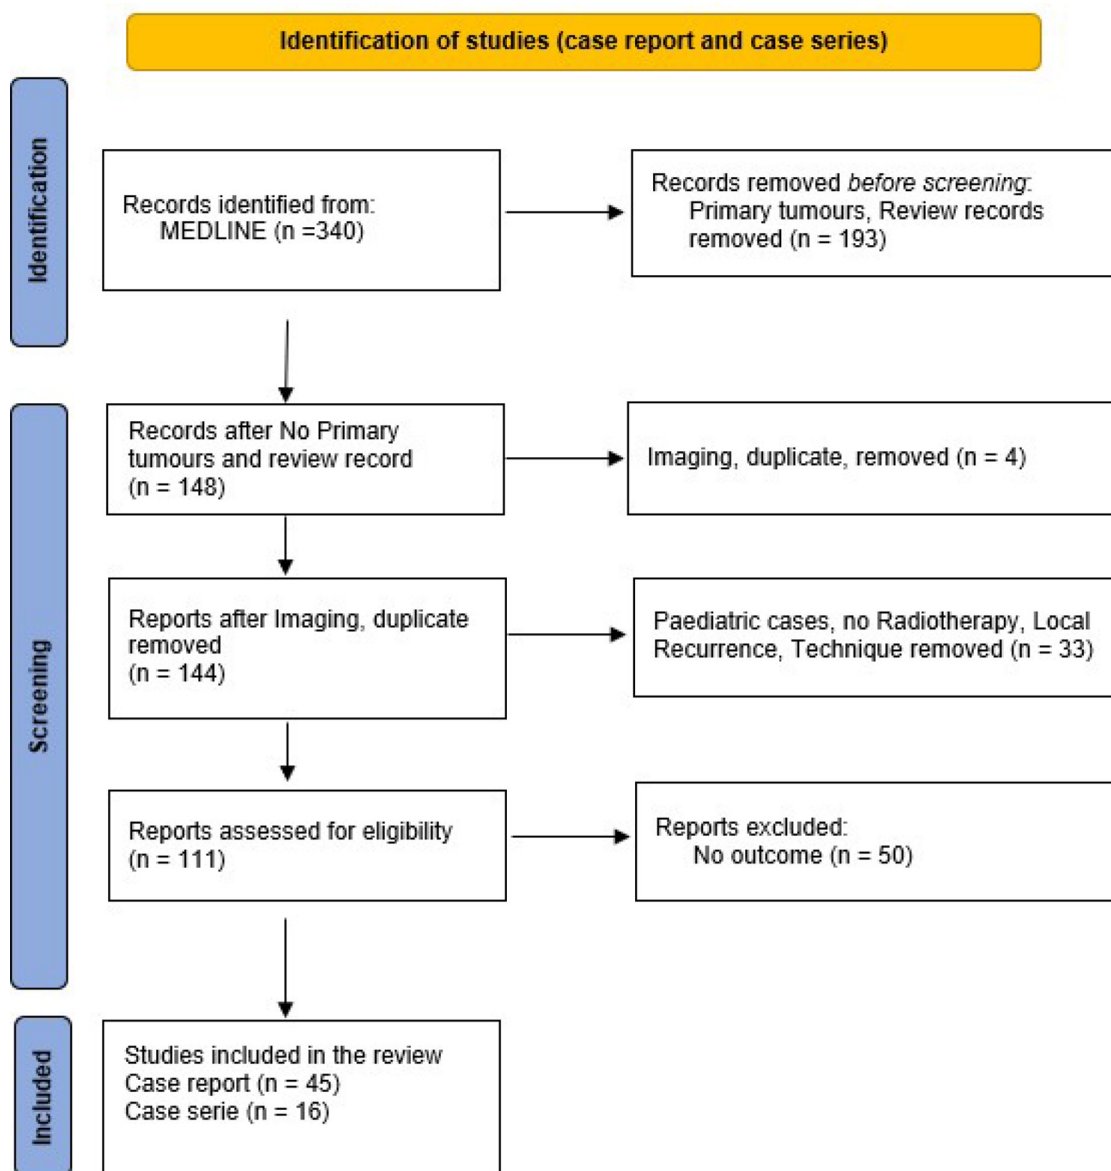 Identification of studies (case report and case series)
Identification
Records identified from:
MEDLINE (n =340)
Records removed before screening:
Primary tumours, Review records
removed (n = 193)
Screening
Records after No Primary
tumours and review record
(n = 148)
Imaging, duplicate, removed (n = 4)
Reports after Imaging, duplicate
removed
(n = 144)
Paediatric cases, no Radiotherapy, Local
Recurrence, Technique removed (n = 33)
Reports assessed for eligibility
(n = 111)
Reports excluded:
No outcome (n = 50)
Included
Studies included in the review
Case report (n = 45)
Case serie (n = 16)